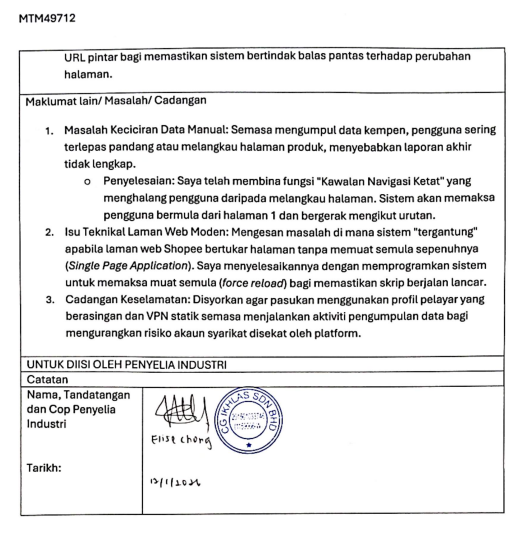 MTM49712
URL pintar bagi memastikan sistem bertindak balas pantas terhadap perubahan
halaman.
Maklumat lain/ Masalah/ Cadangan
1. Masalah Keciciran Data Manual: Semasa mengumpul data kempen, pengguna sering
terlepas pandang atau melangkau halaman produk, menyebabkan laporan akhir
tidak lengkap.
o Penyelesaian: Saya telah membina fungsi "Kawalan Navigasi Ketat" yang
menghalang pengguna daripada melangkau halaman. Sistem akan memaksa
pengguna bermula dari halaman 1 dan bergerak mengikut urutan.
2. Isu Teknikal Laman Web Moden: Mengesan masalah di mana sistem "tergantung"
apabila laman web Shopee bertukar halaman tanpa memuat semula sepenuhnya
(Single Page Application). Saya menyelesaikannya dengan memprogramkan sistem
untuk memaksa muat semula (force reload) bagi memastikan skrip berjalan lancar.
3. Cadangan Keselamatan: Disyorkan agar pasukan menggunakan profil pelayar yang
berasingan dan VPN statik semasa menjalankan aktiviti pengumpulan data bagi
mengurangkan risiko akaun syarikat disekat oleh platform.
UNTUK DIISI OLEH PENYELIA INDUSTRI
Catatan
Nama, Tandatangan
dan Cop Penyelia
Industri
CG IKHLAS SDN BHD
Elise Chong
Tarikh: